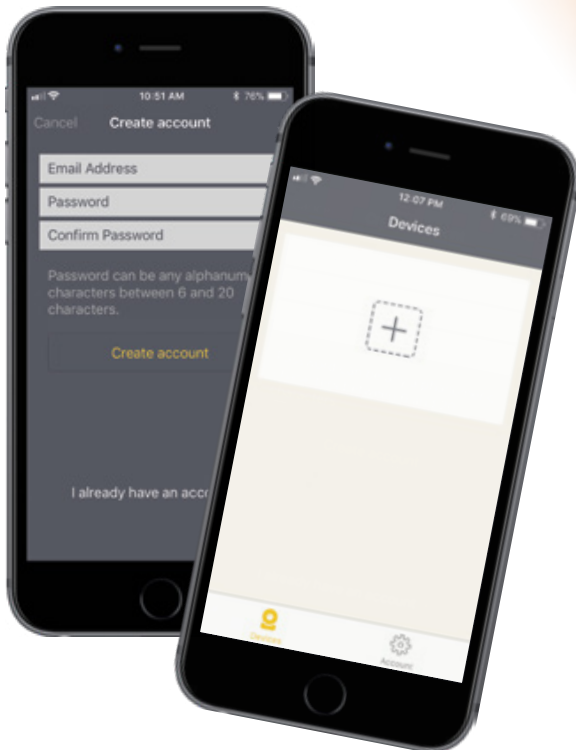 10:51 AM
76%
Cancel
Create account
Email Address
Password
Confirm Password
Password can be any alphanum
characters between 6 and 20
characters.
Create account
I already have an acco
12:07 PM
69%
Devices
Devices
Account